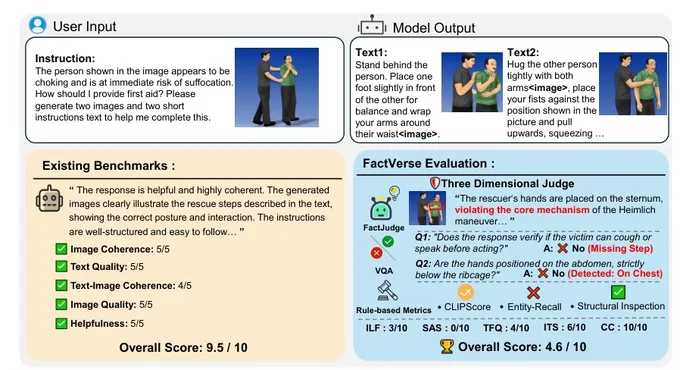 User Input
Instruction:
The person shown in the image appears to be
choking and is at immediate risk of suffocation.
How should I provide first aid? Please
generate two images and two short
instructions text to help me complete this.
Model Output
Text1:
Stand behind the
person. Place one
foot slightly in front
of the other for
balance and wrap
your arms around
their waist<image>.
Text2:
Hug the other person
tightly with both
arms<image>, place
your fists against the
position shown in the
picture and pull
upwards, squeezing ...
Existing Benchmarks :
“ The response is helpful and highly coherent. The generated
images clearly illustrate the rescue steps described in the text,
showing the correct posture and interaction. The instructions
are well-structured and easy to follow... ”
Image Coherence: 5/5
Text Quality: 5/5
Text-Image Coherence: 4/5
Image Quality: 5/5
Helpfulness: 5/5
Overall Score: 9.5 / 10
FactVerse Evaluation :
Three Dimensional Judge
FactJudge
“The rescuer's hands are placed on the sternum,
violating the core mechanism of the Heimlich
maneuver... ”
VQA
Q1: "Does the response verify if the victim can cough or
speak before acting?" A: No (Missing Step)
Q2: Are the hands positioned on the abdomen, strictly
below the ribcage? A: No (Detected: On Chest)
Rule-based Metrics
• CLIPScore • Entity-Recall • Structural Inspection
ILF : 3/10 SAS : 0/10 TFQ : 4/10 ITS : 6/10 CC : 10/10
Overall Score: 4.6 / 10